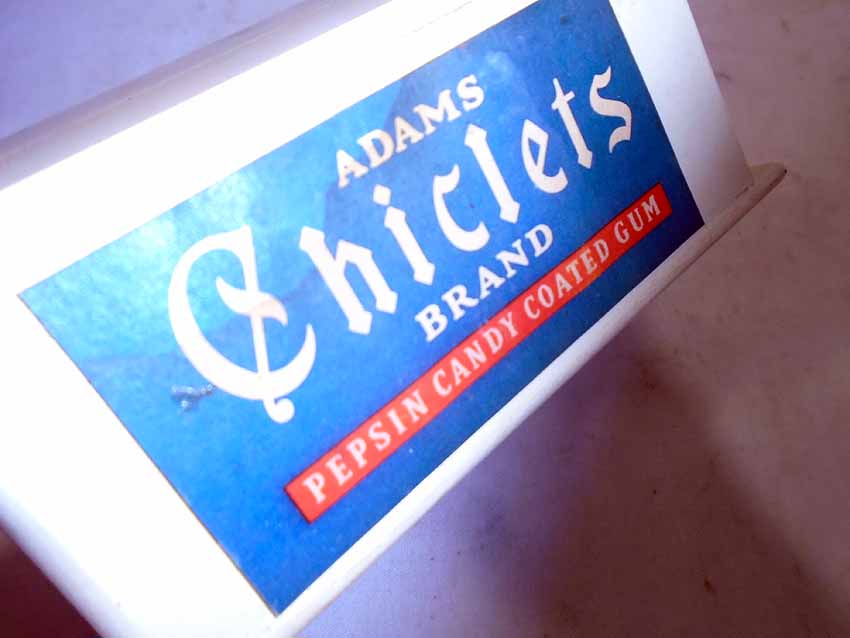 ADAMS
Chiclets
BRAND
PEPSIN CANDY COATED GUM